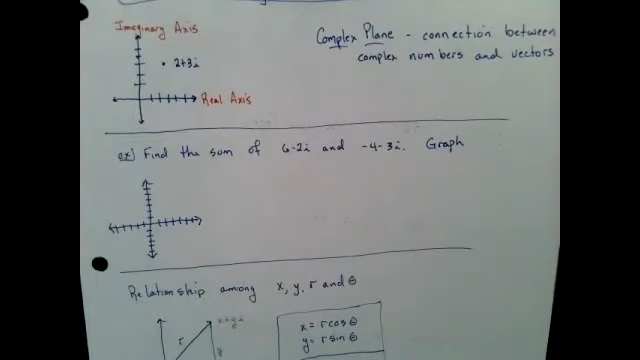 Imaginary Axis
2+3i
Real Axis
Complex Plane - connection between
complex numbers and vectors
ex) Find the sum of 6-2i and -4-3i. Graph
Relationship among x, y, r and θ
x+yi
r
y
x = r cos θ
y = r sin θ